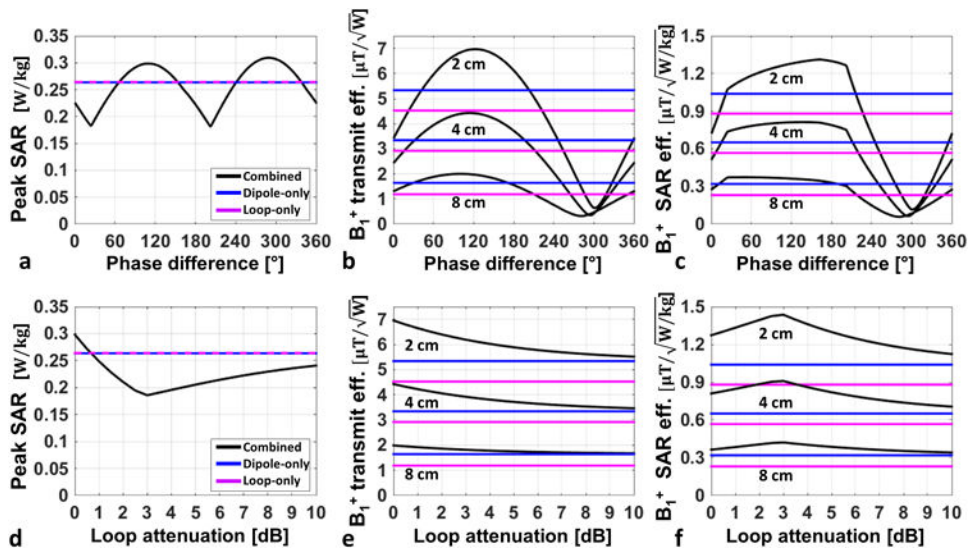 Peak SAR [W/kg]
0.35
0.3
0.25
0.2
0.15
0.1
0.05
0
Combined
Dipole-only
Loop-only
0 60 120 180 240 300 360
a Phase difference [°]
B₁⁺ transmit eff. [μT/√W]
7
6
5
4
3
2
1
0
2 cm
4 cm
8 cm
0 60 120 180 240 300 360
b Phase difference [°]
B₁⁺ SAR eff. [μT/√W/kg]
1.5
1.2
0.9
0.6
0.3
0
2 cm
4 cm
8 cm
0 60 120 180 240 300 360
c Phase difference [°]
Peak SAR [W/kg]
0.35
0.3
0.25
0.2
0.15
0.1
0.05
0
Combined
Dipole-only
Loop-only
0 1 2 3 4 5 6 7 8 9 10
d Loop attenuation [dB]
B₁⁺ transmit eff. [μT/√W]
7
6
5
4
3
2
1
0
2 cm
4 cm
8 cm
0 1 2 3 4 5 6 7 8 9 10
e Loop attenuation [dB]
B₁⁺ SAR eff. [μT/√W/kg]
1.5
1.2
0.9
0.6
0.3
0
2 cm
4 cm
8 cm
0 1 2 3 4 5 6 7 8 9 10
f Loop attenuation [dB]